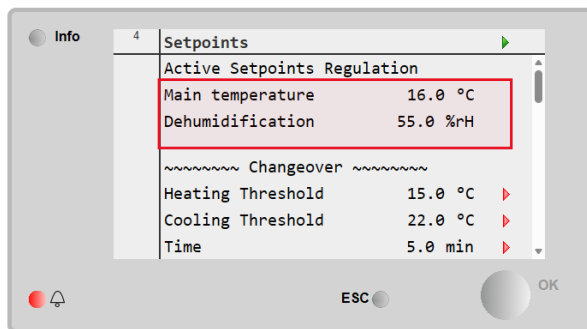 Info
4
Setpoints
Active Setpoints Regulation
Main temperature 16.0 °C
Dehumidification 55.0 %rH
~~~~~~~~ Changeover ~~~~~~~~
Heating Threshold 15.0 °C
Cooling Threshold 22.0 °C
Time 5.0 min
ESC
OK